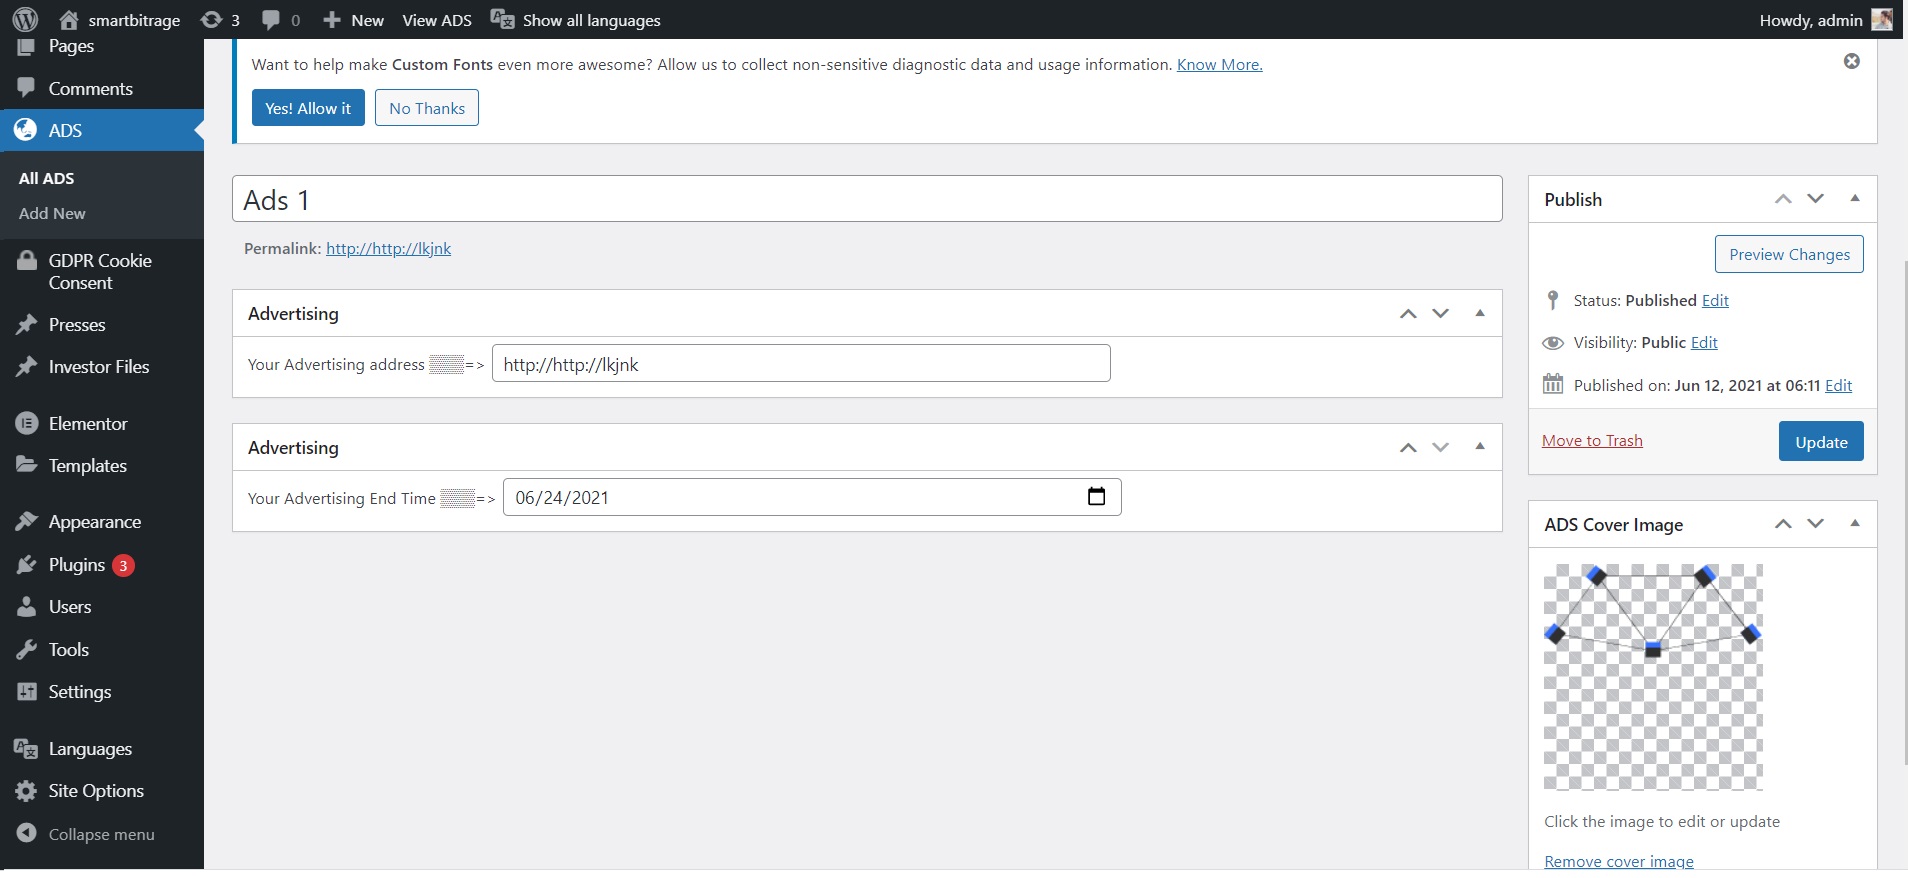 smartbitrage 3 0 New View ADS Show all languages Howdy, admin
Pages
Comments
ADS
All ADS
Add New
GDPR Cookie
Consent
Presses
Investor Files
Elementor
Templates
Appearance
Plugins 3
Users
Tools
Settings
Languages
Site Options
Collapse menu
Want to help make Custom Fonts even more awesome? Allow us to collect non-sensitive diagnostic data and usage information. Know More.
Yes! Allow it No Thanks
Ads 1
Permalink: http://http://lkjnk
Advertising
Your Advertising address ▒▒=> http://http://lkjnk
Advertising
Your Advertising End Time ▒▒=> 06/24/2021
Publish
Preview Changes
Status: Published Edit
Visibility: Public Edit
Published on: Jun 12, 2021 at 06:11 Edit
Move to Trash Update
ADS Cover Image
Click the image to edit or update
Remove cover image